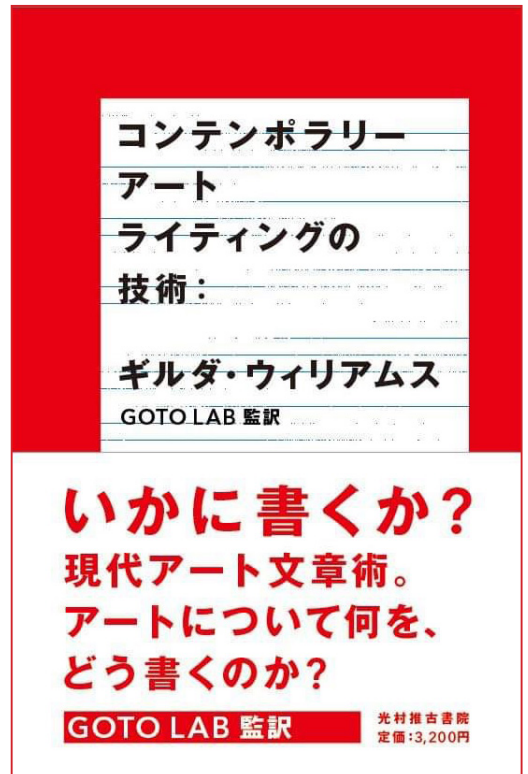 コンテンポラリー
アート
ライティングの
技術：
ギルダ・ウィリアムス
GOTO LAB 監訳
いかに書くか？
現代アート文章術。
アートについて何を、
どう書くのか？
GOTO LAB 監訳
光村推古書院
定価：3,200円